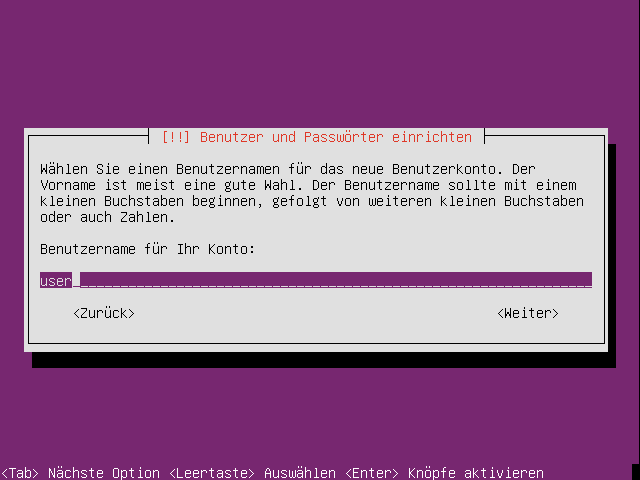 [!!] Benutzer und Passwörter einrichten
Wählen Sie einen Benutzernamen für das neue Benutzerkonto. Der
Vorname ist meist eine gute Wahl. Der Benutzername sollte mit einem
kleinen Buchstaben beginnen, gefolgt von weiteren kleinen Buchstaben
oder auch Zahlen.
Benutzername für Ihr Konto:
user
<Zurück> <Weiter>
<Tab> Nächste Option <Leertaste> Auswählen <Enter> Knöpfe aktivieren